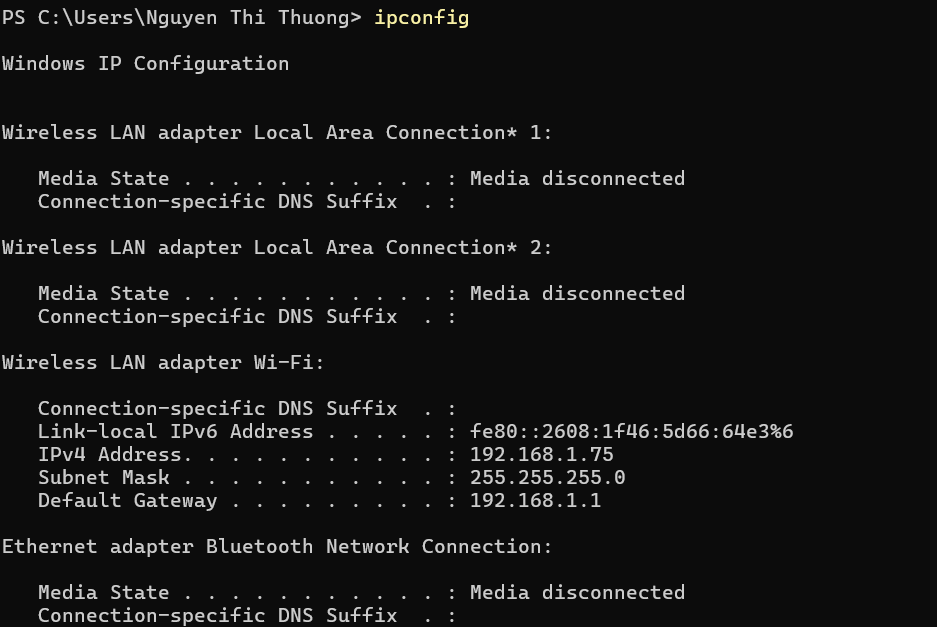 PS C:\Users\Nguyen Thi Thuong> ipconfig
Windows IP Configuration
Wireless LAN adapter Local Area Connection* 1:
   Media State . . . . . . . . . . . : Media disconnected
   Connection-specific DNS Suffix  . :
Wireless LAN adapter Local Area Connection* 2:
   Media State . . . . . . . . . . . : Media disconnected
   Connection-specific DNS Suffix  . :
Wireless LAN adapter Wi-Fi:
   Connection-specific DNS Suffix  . :
   Link-local IPv6 Address . . . . . : fe80::2608:1f46:5d66:64e3%6
   IPv4 Address. . . . . . . . . . . : 192.168.1.75
   Subnet Mask . . . . . . . . . . . : 255.255.255.0
   Default Gateway . . . . . . . . . : 192.168.1.1
Ethernet adapter Bluetooth Network Connection:
   Media State . . . . . . . . . . . : Media disconnected
   Connection-specific DNS Suffix  . :